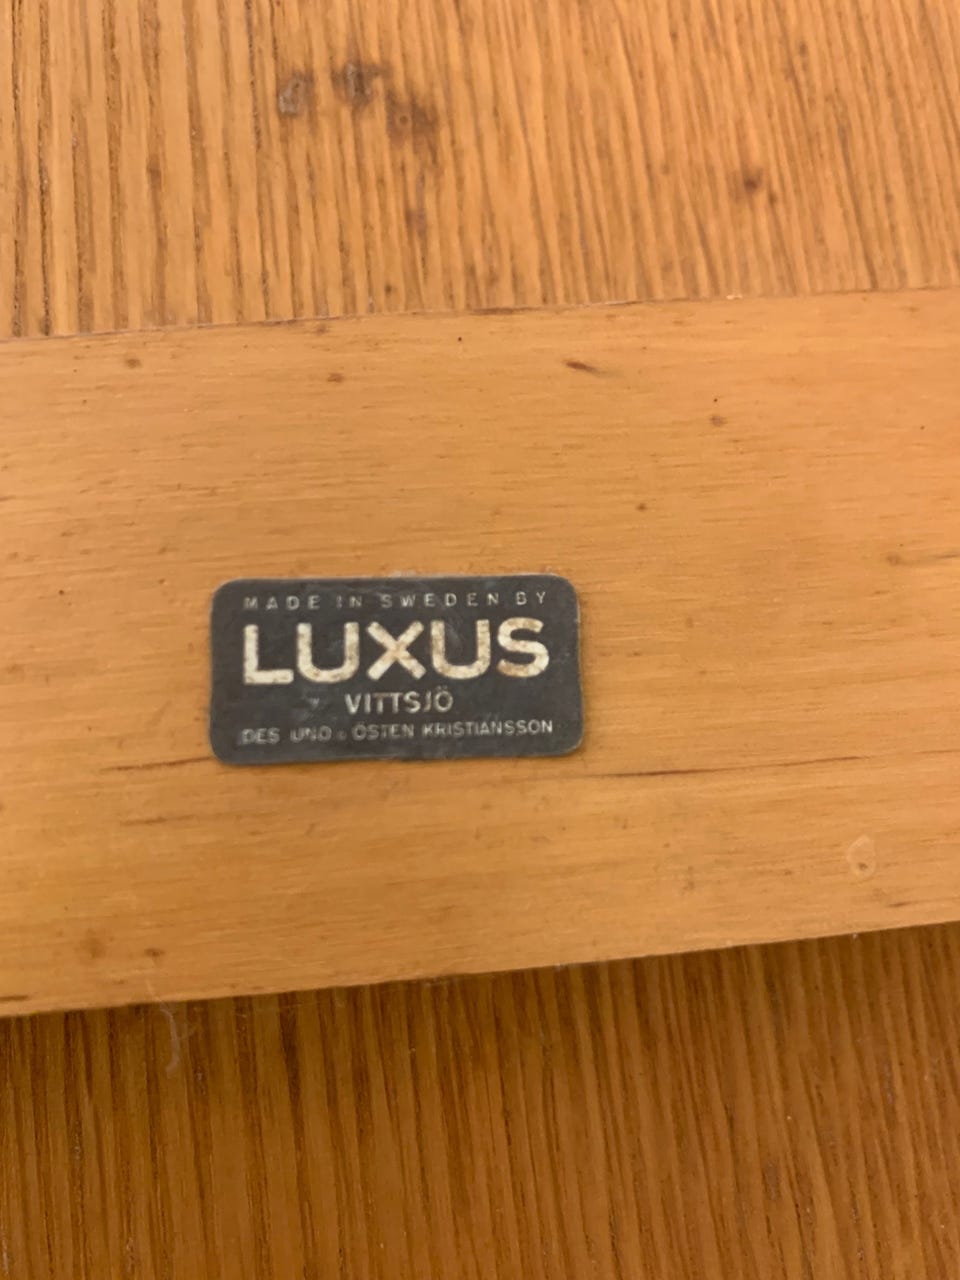 MADE IN SWEDEN BY
LUXUS
VITTSJÖ
DES UNO & ÖSTEN KRISTIANSSON